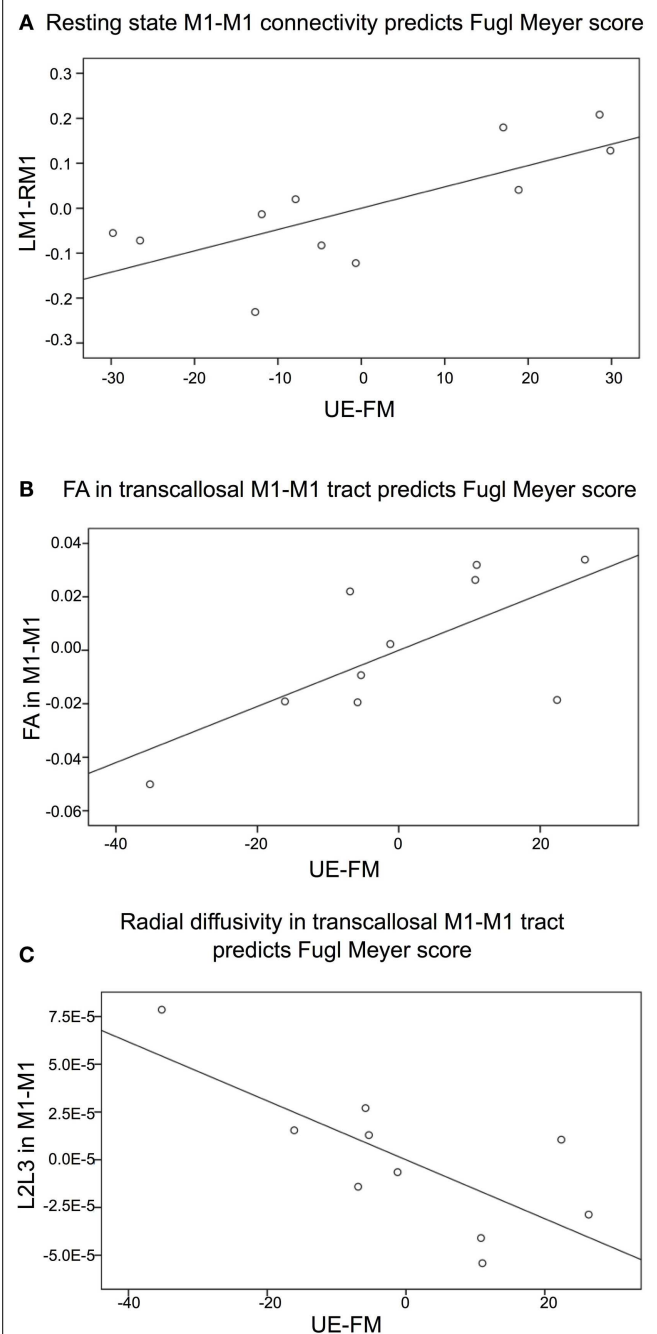 A Resting state M1-M1 connectivity predicts Fugl Meyer score
0.3
0.2
0.1
0.0
-0.1
-0.2
-0.3
LM1-RM1
-30 -20 -10 0 10 20 30
UE-FM
B FA in transcallosal M1-M1 tract predicts Fugl Meyer score
0.04
0.02
0.00
-0.02
-0.04
-0.06
FA in M1-M1
-40 -20 0 20
UE-FM
Radial diffusivity in transcallosal M1-M1 tract
predicts Fugl Meyer score
C
7.5E-5
5.0E-5
2.5E-5
0.0E-5
-2.5E-5
-5.0E-5
L2L3 in M1-M1
-40 -20 0 20
UE-FM